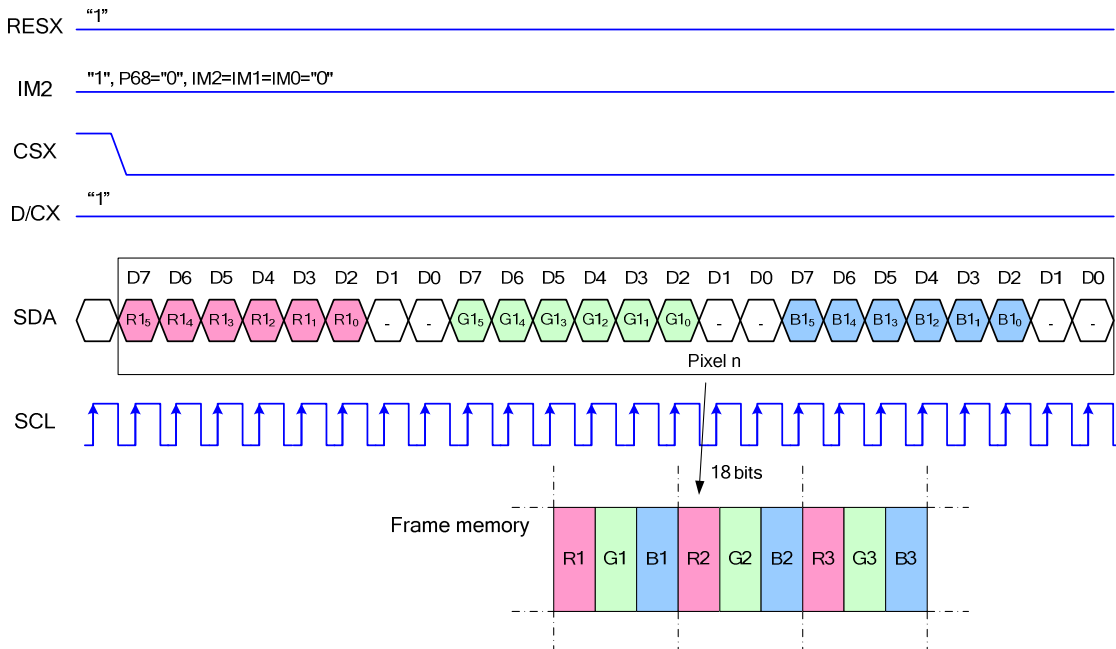 RESX “1”
IM2 "1", P68="0", IM2=IM1=IM0="0"
CSX
D/CX “1”
D7 D6 D5 D4 D3 D2 D1 D0 D7 D6 D5 D4 D3 D2 D1 D0 D7 D6 D5 D4 D3 D2 D1 D0
SDA R1₅ R1₄ R1₃ R1₂ R1₁ R1₀ - - G1₅ G1₄ G1₃ G1₂ G1₁ G1₀ - - B1₅ B1₄ B1₃ B1₂ B1₁ B1₀ - -
Pixel n
SCL
18 bits
Frame memory
R1 G1 B1 R2 G2 B2 R3 G3 B3